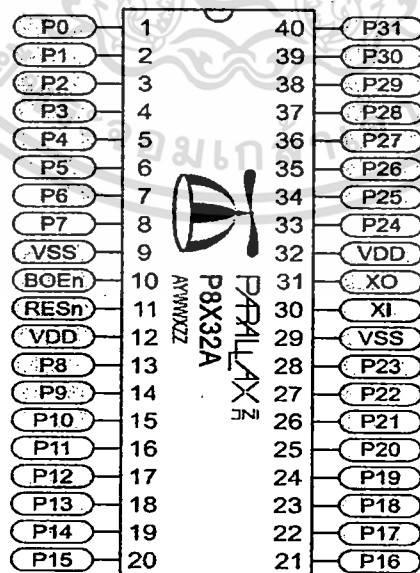 P0 1 40 P31
P1 2 39 P30
P2 3 38 P29
P3 4 37 P28
P4 5 36 P27
P5 6 35 P26
P6 7 34 P25
P7 8 33 P24
VSS 9 32 VDD
BOEn 10 31 XO
RESn 11 30 XI
VDD 12 29 VSS
P8 13 28 P23
P9 14 27 P22
P10 15 26 P21
P11 16 25 P20
P12 17 24 P19
P13 18 23 P18
P14 19 22 P17
P15 20 21 P16
PARALLAX
P8X32A